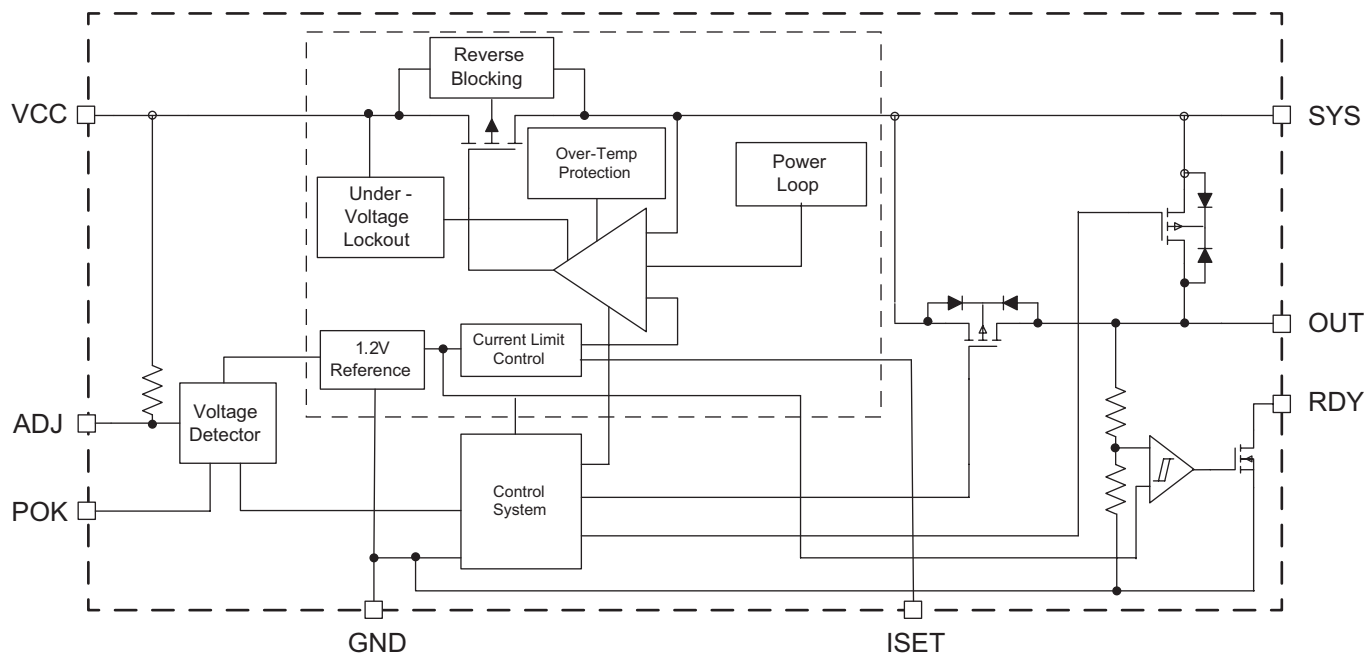 Reverse
Blocking
VCC
SYS
Over-Temp
Protection
Power
Loop
Under -
Voltage
Lockout
OUT
1.2V
Reference
Current Limit
Control
RDY
ADJ
Voltage
Detector
POK
Control
System
GND
ISET